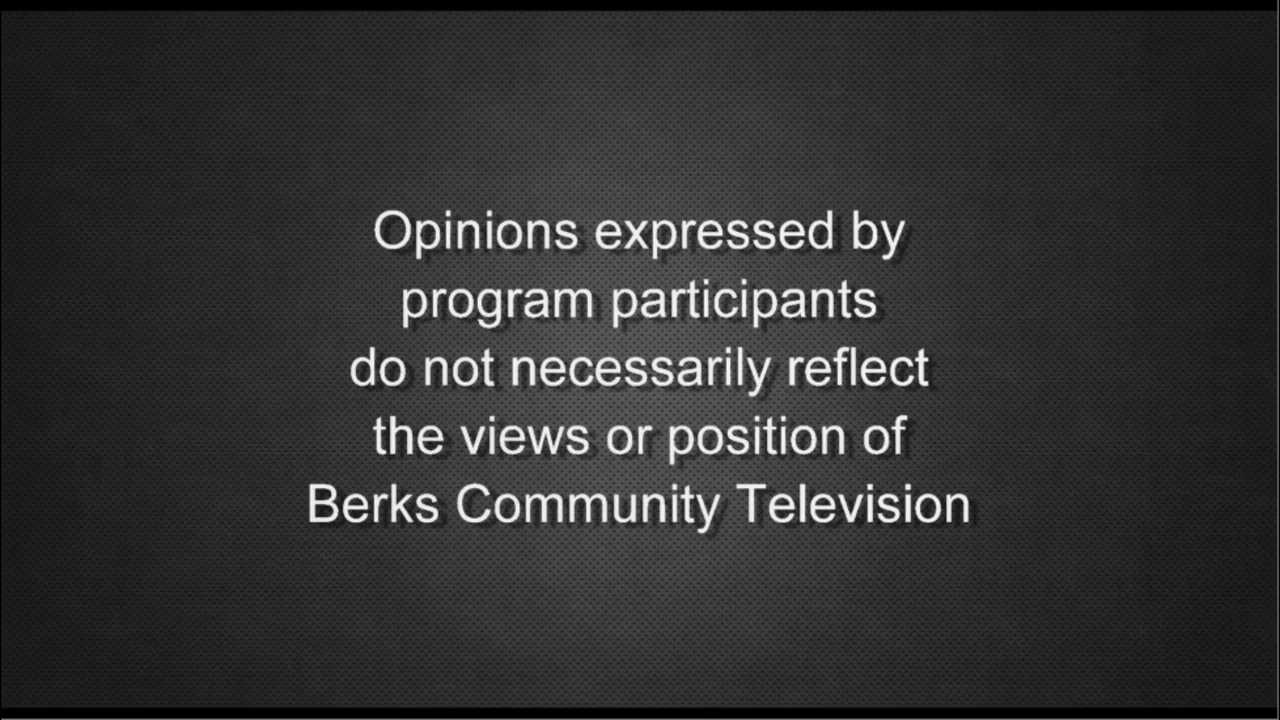 Opinions expressed by
program participants
do not necessarily reflect
the views or position of
Berks Community Television